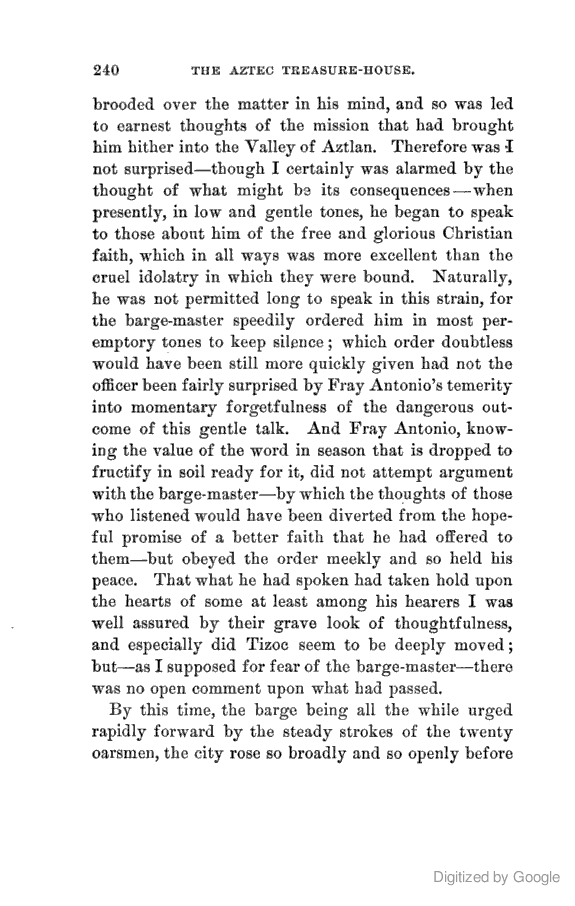 240 THE AZTEC TREASURE-HOUSE.
brooded over the matter in his mind, and so was led
to earnest thoughts of the mission that had brought
him hither into the Valley of Aztlan. Therefore was I
not surprised—though I certainly was alarmed by the
thought of what might be its consequences—when
presently, in low and gentle tones, he began to speak
to those about him of the free and glorious Christian
faith, which in all ways was more excellent than the
cruel idolatry in which they were bound. Naturally,
he was not permitted long to speak in this strain, for
the barge-master speedily ordered him in most per-
emptory tones to keep silence; which order doubtless
would have been still more quickly given had not the
officer been fairly surprised by Fray Antonio's temerity
into momentary forgetfulness of the dangerous out-
come of this gentle talk. And Fray Antonio, know-
ing the value of the word in season that is dropped to
fructify in soil ready for it, did not attempt argument
with the barge-master—by which the thoughts of those
who listened would have been diverted from the hope-
ful promise of a better faith that he had offered to
them—but obeyed the order meekly and so held his
peace. That what he had spoken had taken hold upon
the hearts of some at least among his hearers I was
well assured by their grave look of thoughtfulness,
and especially did Tizoc seem to be deeply moved;
but—as I supposed for fear of the barge-master—there
was no open comment upon what had passed.
By this time, the barge being all the while urged
rapidly forward by the steady strokes of the twenty
oarsmen, the city rose so broadly and so openly before
Digitized by Google